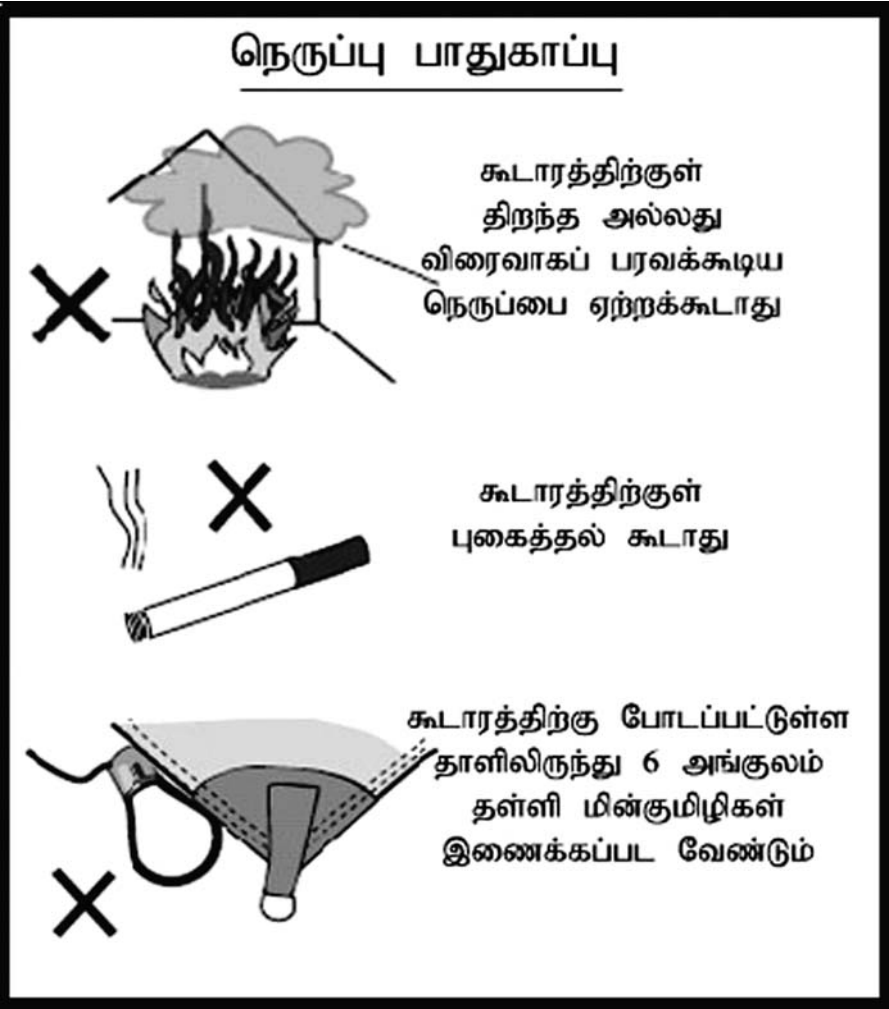 நெருப்பு பாதுகாப்பு
கூடாரத்திற்குள்
திறந்த அல்லது
விரைவாகப் பரவக்கூடிய
நெருப்பை ஏற்றக்கூடாது
கூடாரத்திற்குள்
புகைத்தல் கூடாது
கூடாரத்திற்கு போடப்பட்டுள்ள
தாளிலிருந்து 6 அங்குலம்
தள்ளி மின்குமிழிகள்
இணைக்கப்பட வேண்டும்